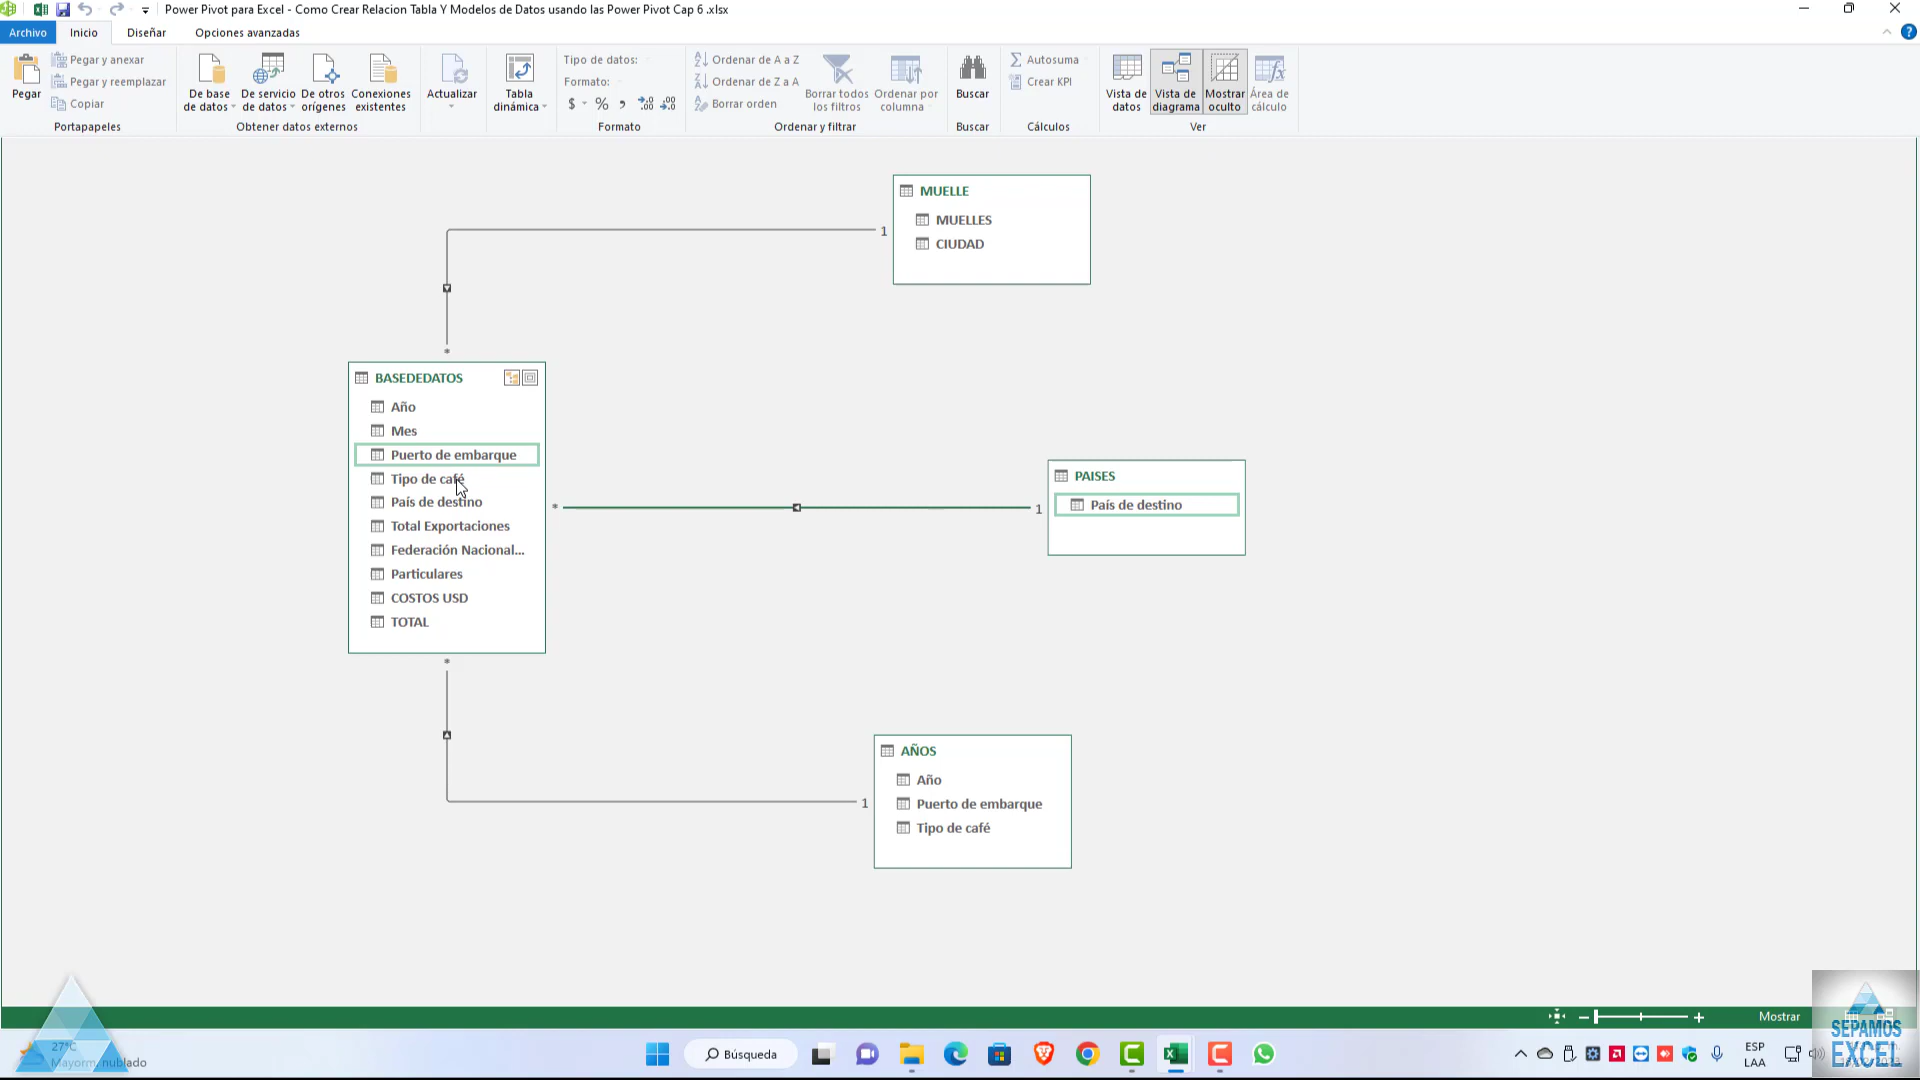 Power Pivot para Excel - Como Crear Relacion Tabla Y Modelos de Datos usando las Power Pivot Cap 6 .xlsx
Archivo
Inicio
Diseñar
Opciones avanzadas
Pegar
Pegar y anexar
Pegar y reemplazar
Copiar
Portapapeles
De base de datos
De servicio de datos
De otros orígenes
Conexiones existentes
Obtener datos externos
Actualizar
Tabla dinámica
Tipo de datos:
Formato:
$ % ,
Formato
Ordenar de A a Z
Ordenar de Z a A
Borrar orden
Borrar todos los filtros
Ordenar por columna
Ordenar y filtrar
Buscar
Buscar
Autosuma
Crear KPI
Cálculos
Vista de datos
Vista de diagrama
Mostrar oculto
Área de cálculo
Ver
MUELLE
MUELLES
CIUDAD
1
*
BASEDEDATOS
Año
Mes
Puerto de embarque
Tipo de café
País de destino
Total Exportaciones
Federación Nacional...
Particulares
COSTOS USD
TOTAL
*
1
PAISES
País de destino
*
1
AÑOS
Año
Puerto de embarque
Tipo de café
Mostrar
27°C
Mayorm. nublado
Búsqueda
ESP
LAA
SEPAMOS
EXCEL